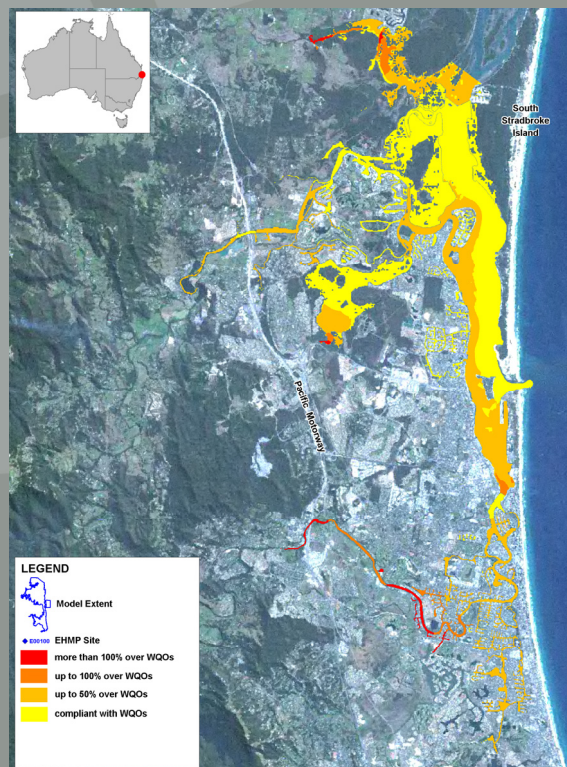 South
Stradbroke
Island
Pacific Motorway
LEGEND
Model Extent
E00100 EHMP Site
more than 100% over WQOs
up to 100% over WQOs
up to 50% over WQOs
compliant with WQOs